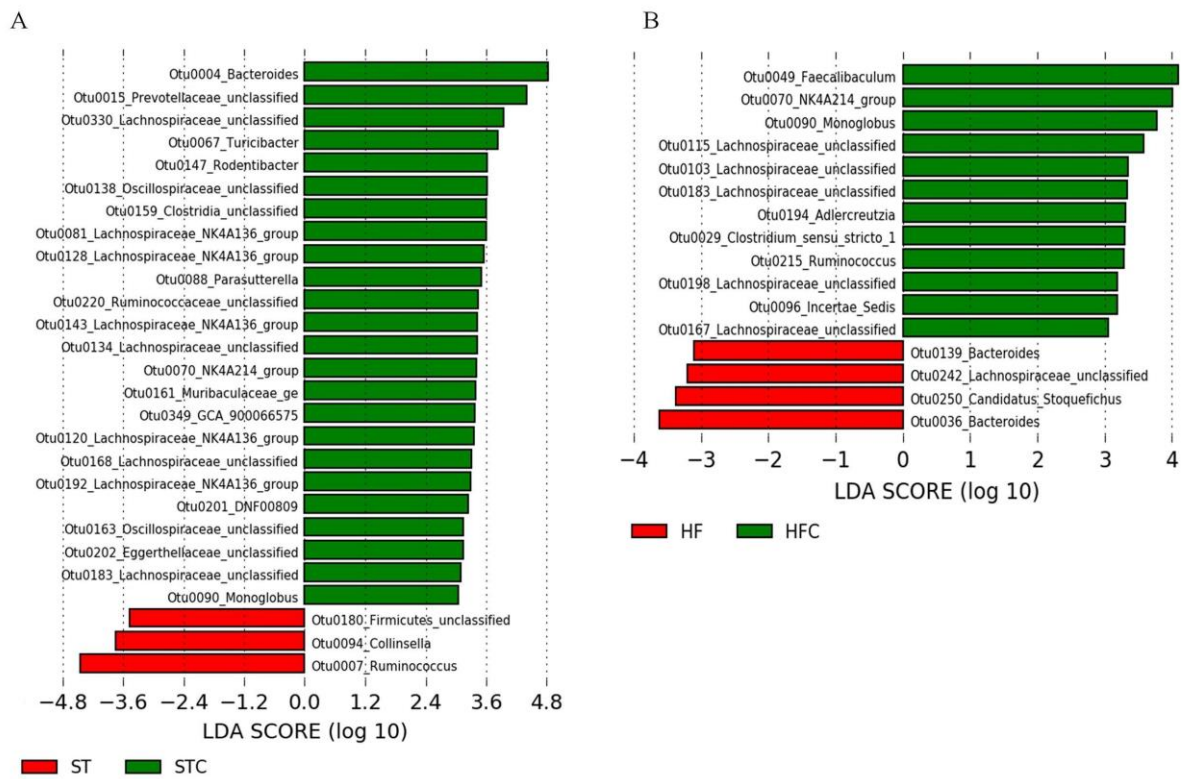 A
Otu0004_Bacteroides
Otu0015_Prevotellaceae_unclassified
Otu0330_Lachnospiraceae_unclassified
Otu0067_Turicibacter
Otu0147_Rodentibacter
Otu0138_Oscillospiraceae_unclassified
Otu0159_Clostridia_unclassified
Otu0081_Lachnospiraceae_NK4A136_group
Otu0128_Lachnospiraceae_NK4A136_group
Otu0088_Parasutterella
Otu0220_Ruminococcaceae_unclassified
Otu0143_Lachnospiraceae_NK4A136_group
Otu0134_Lachnospiraceae_unclassified
Otu0070_NK4A214_group
Otu0161_Muribaculaceae_ge
Otu0349_GCA_900066575
Otu0120_Lachnospiraceae_NK4A136_group
Otu0168_Lachnospiraceae_unclassified
Otu0192_Lachnospiraceae_NK4A136_group
Otu0201_DNF00809
Otu0163_Oscillospiraceae_unclassified
Otu0202_Eggerthellaceae_unclassified
Otu0183_Lachnospiraceae_unclassified
Otu0090_Monoglobus
Otu0180_Firmicutes_unclassified
Otu0094_Collinsella
Otu0007_Ruminococcus
−4.8 −3.6 −2.4 −1.2 0.0 1.2 2.4 3.6 4.8
LDA SCORE (log 10)
ST STC
B
Otu0049_Faecalibaculum
Otu0070_NK4A214_group
Otu0090_Monoglobus
Otu0115_Lachnospiraceae_unclassified
Otu0103_Lachnospiraceae_unclassified
Otu0183_Lachnospiraceae_unclassified
Otu0194_Adlercreutzia
Otu0029_Clostridium_sensu_stricto_1
Otu0215_Ruminococcus
Otu0198_Lachnospiraceae_unclassified
Otu0096_Incertae_Sedis
Otu0167_Lachnospiraceae_unclassified
Otu0139_Bacteroides
Otu0242_Lachnospiraceae_unclassified
Otu0250_Candidatus_Stoquefichus
Otu0036_Bacteroides
−4 −3 −2 −1 0 1 2 3 4
LDA SCORE (log 10)
HF HFC